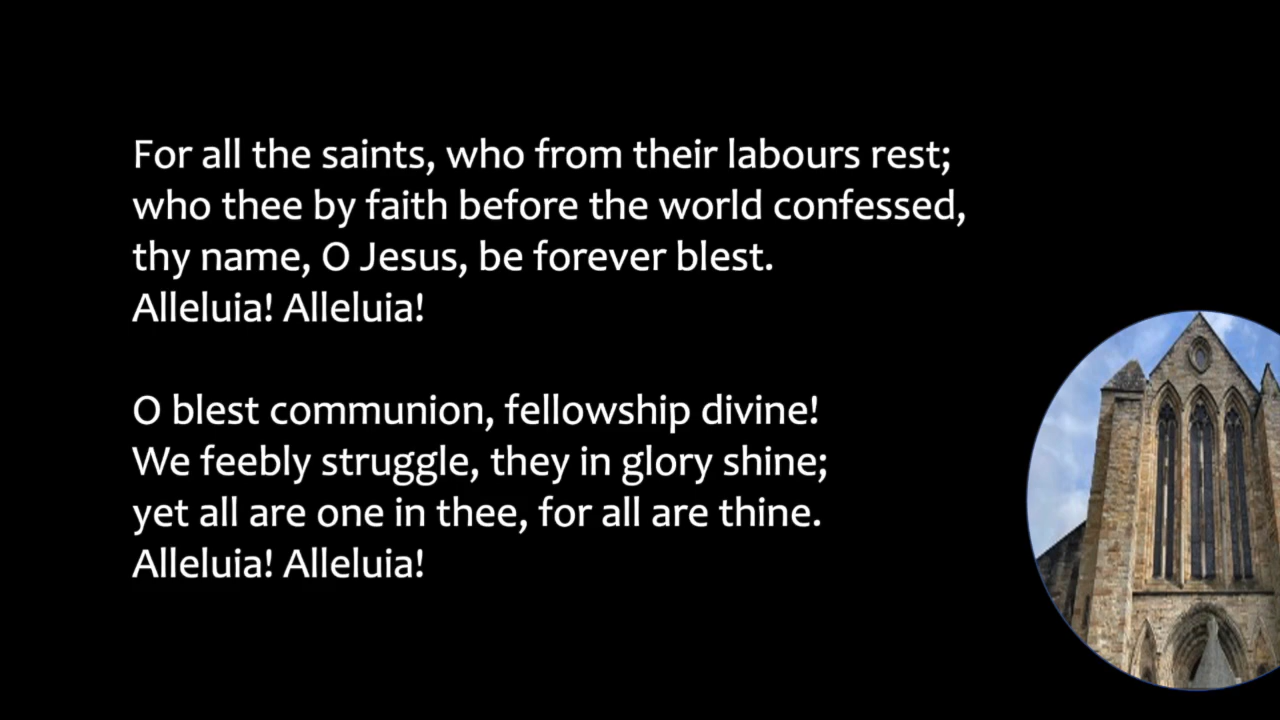 For all the saints, who from their labours rest;
who thee by faith before the world confessed,
thy name, O Jesus, be forever blest.
Alleluia! Alleluia!
O blest communion, fellowship divine!
We feebly struggle, they in glory shine;
yet all are one in thee, for all are thine.
Alleluia! Alleluia!